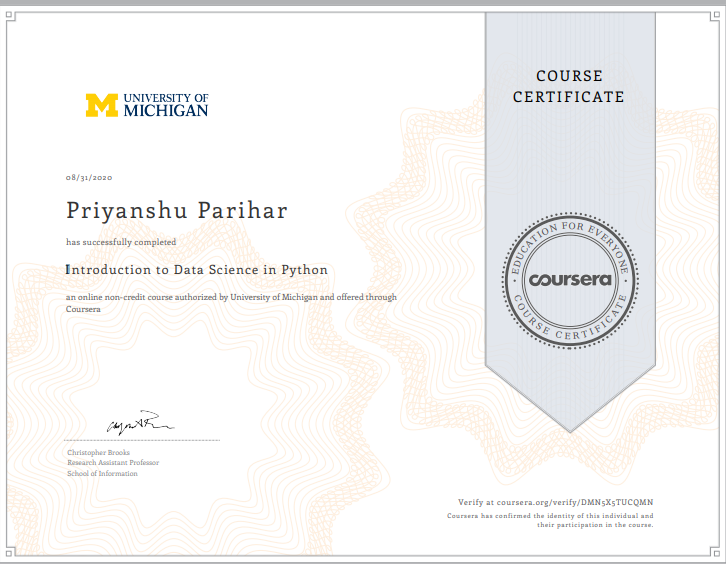 COURSE
CERTIFICATE
UNIVERSITY OF
MICHIGAN
08/31/2020
Priyanshu Parihar
has successfully completed
Introduction to Data Science in Python
an online non-credit course authorized by University of Michigan and offered through
Coursera
EDUCATION FOR EVERYONE
coursera
COURSE CERTIFICATE
Christopher Brooks
Research Assistant Professor
School of Information
Verify at coursera.org/verify/DMN5X5TUCQMN
Coursera has confirmed the identity of this individual and
their participation in the course.